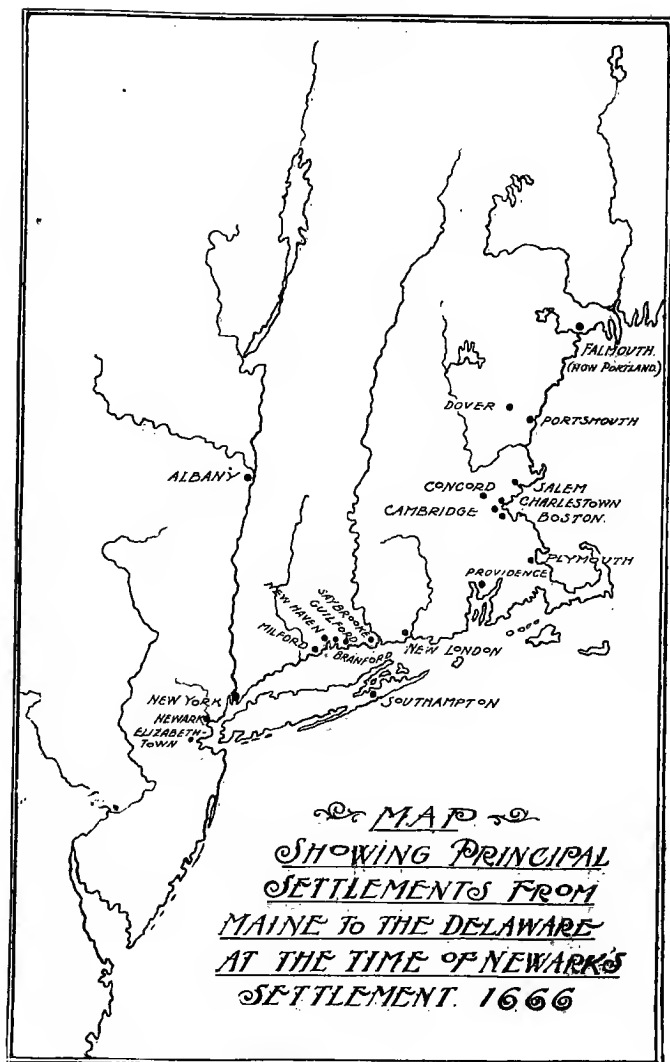 FALMOUTH.
(NOW PORTLAND.)
DOVER
PORTSMOUTH
ALBANY
CONCORD
SALEM
CHARLESTOWN
CAMBRIDGE
BOSTON.
PLYMOUTH
PROVIDENCE
SAYBROOKE
GUILFORD
NEW HAVEN
MILFORD
BRANFORD
NEW LONDON
NEW YORK
SOUTHAMPTON
NEWARK
ELIZABETH-
TOWN
MAP
SHOWING PRINCIPAL
SETTLEMENTS FROM
MAINE TO THE DELAWARE
AT THE TIME OF NEWARK'S
SETTLEMENT. 1666